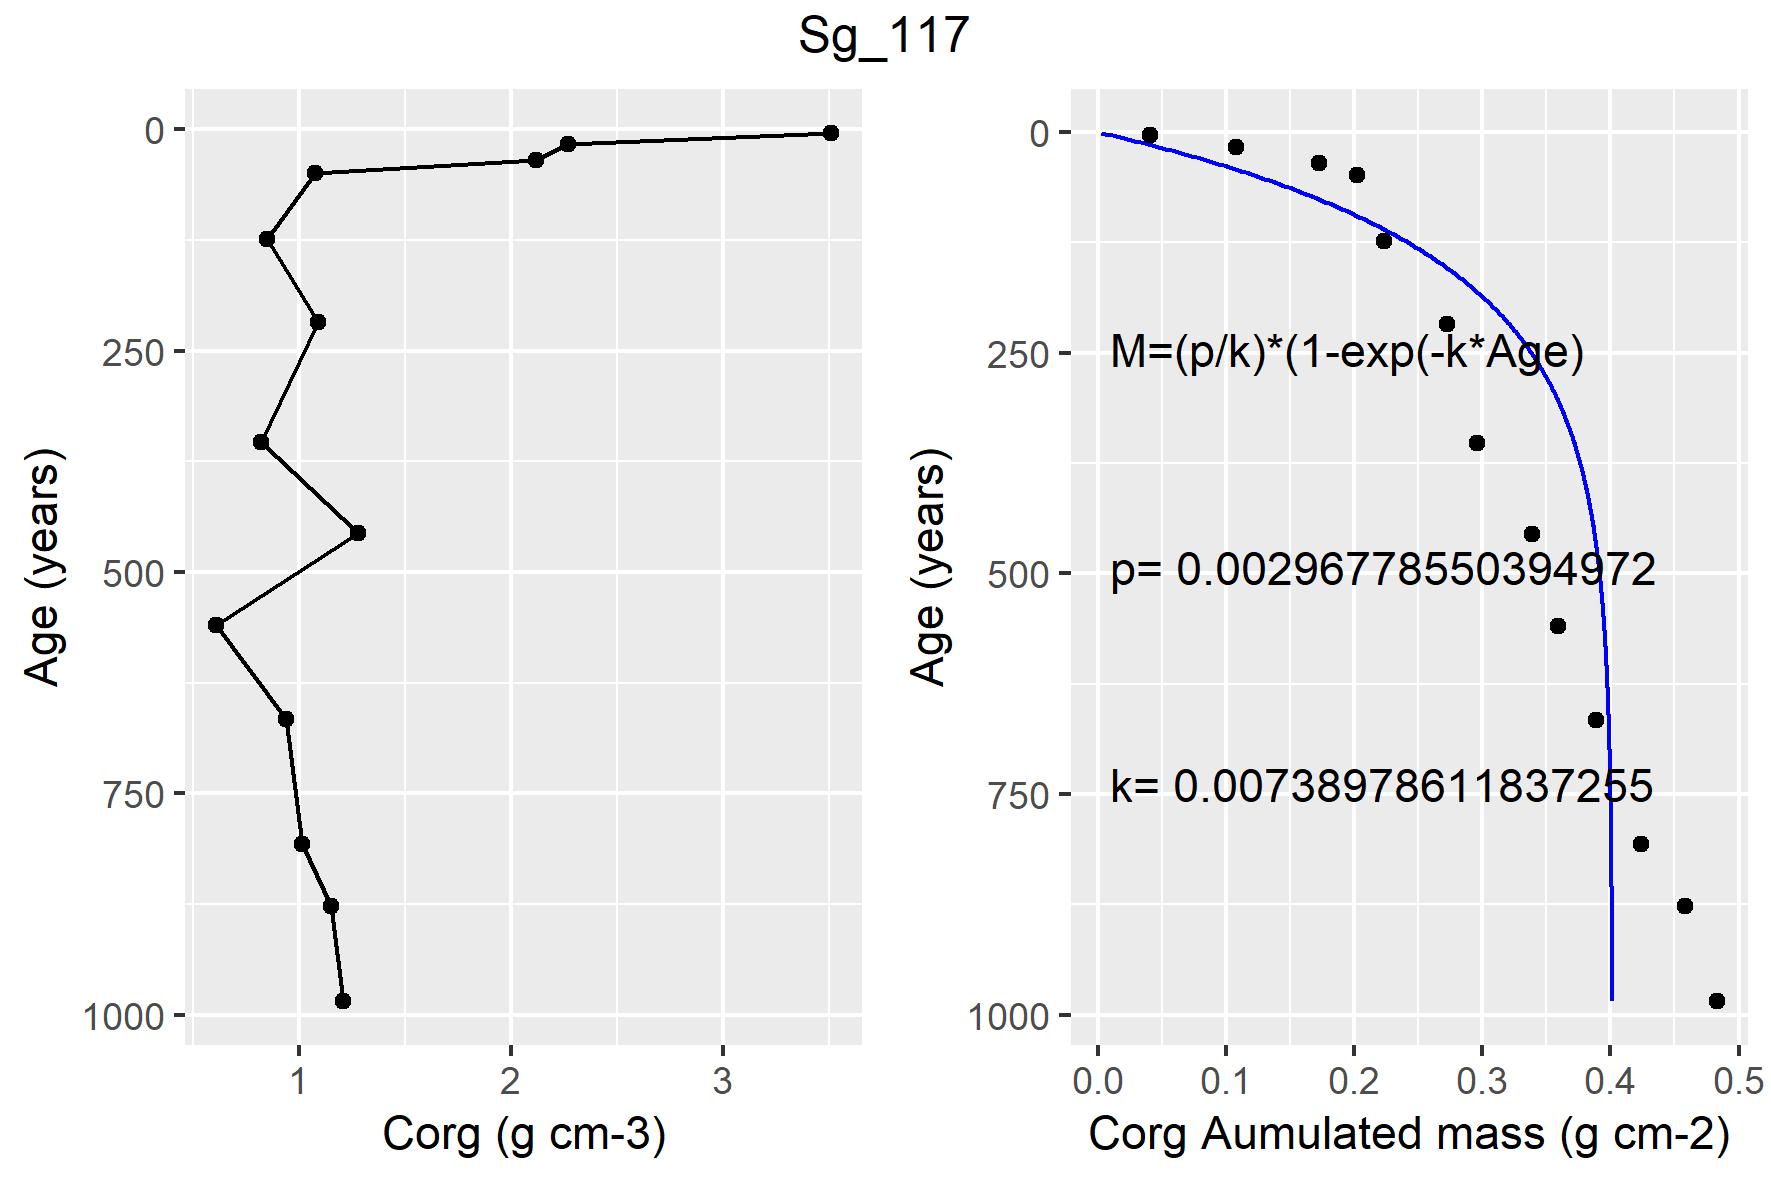 Sg_117
0
250
500
750
1000
1
2
3
Age (years)
Corg (g cm-3)
0
250
500
750
1000
0.0
0.1
0.2
0.3
0.4
0.5
Age (years)
Corg Aumulated mass (g cm-2)
M=(p/k)*(1-exp(-k*Age)
p= 0.00296778550394972
k= 0.00738978611837255